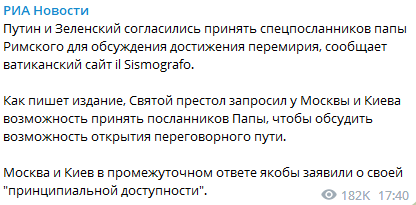 РИА Новости
Путин и Зеленский согласились принять спецпосланников папы
Римского для обсуждения достижения перемирия, сообщает
ватиканский сайт il Sismografo.
Как пишет издание, Святой престол запросил у Москвы и Киева
возможность принять посланников Папы, чтобы обсудить
возможность открытия переговорного пути.
Москва и Киев в промежуточном ответе якобы заявили о своей
"принципиальной доступности".
182K 17:40